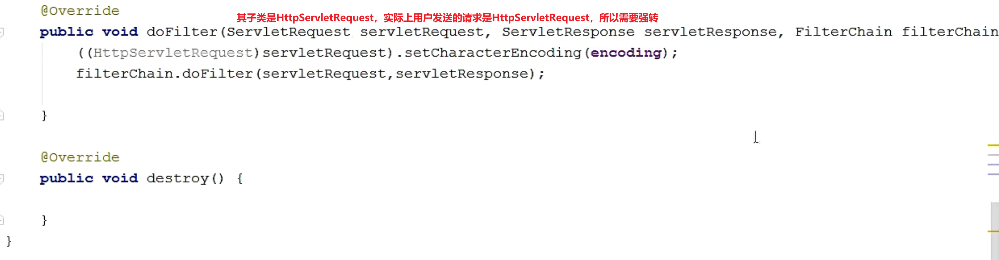 @Override
其子类是HttpServletRequest，实际上用户发送的请求是HttpServletRequest，所以需要强转
public void doFilter(ServletRequest servletRequest, ServletResponse servletResponse, FilterChain filterChain
((HttpServletRequest)servletRequest).setCharacterEncoding(encoding);
filterChain.doFilter(servletRequest,servletResponse);
}
@Override
public void destroy() {
}
}